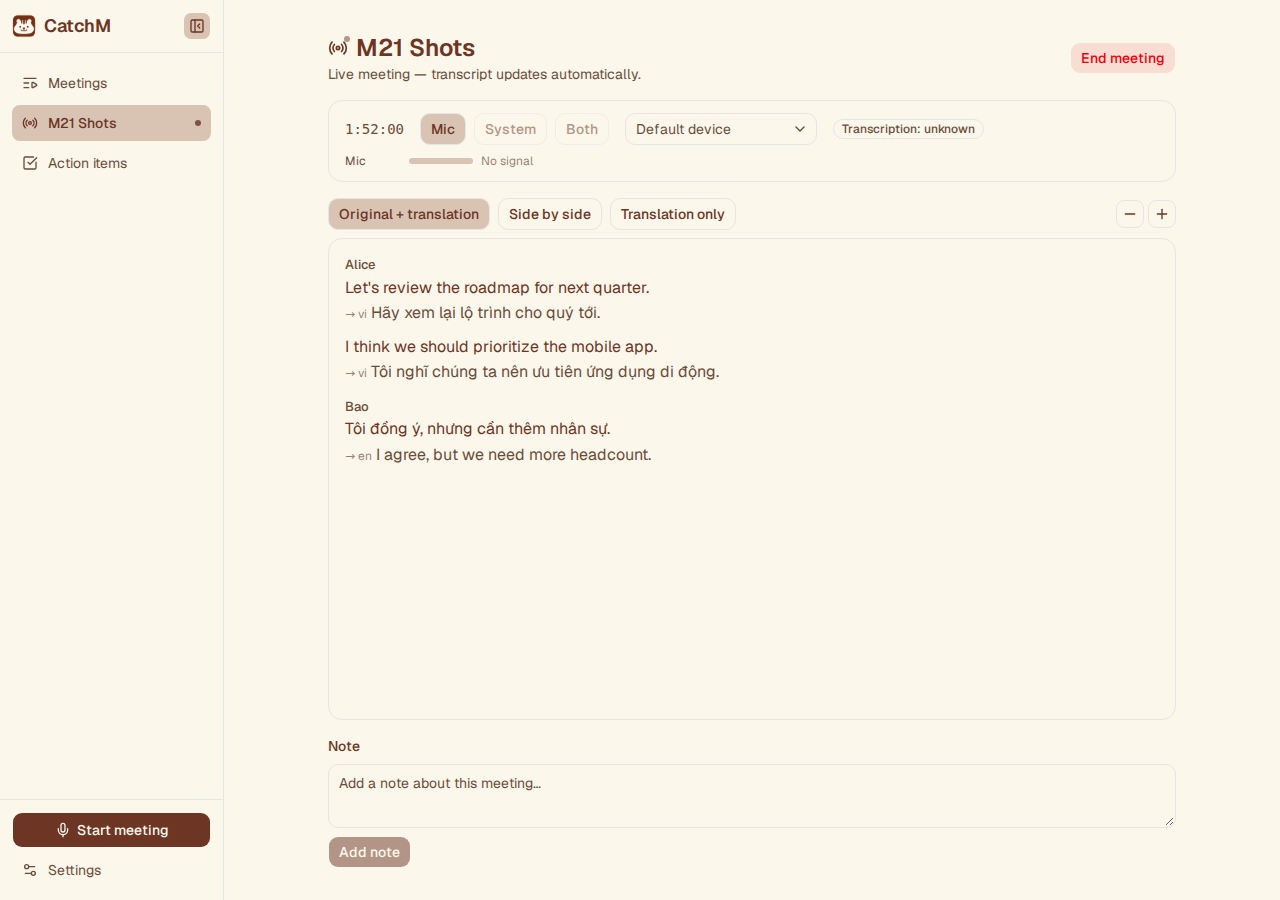 CatchM
Meetings
M21 Shots
Action items
Start meeting
Settings
M21 Shots
Live meeting — transcript updates automatically.
End meeting
1:52:00 Mic System Both Default device Transcription: unknown
Mic No signal
Original + translation Side by side Translation only
Alice
Let's review the roadmap for next quarter.
→ vi Hãy xem lại lộ trình cho quý tới.
I think we should prioritize the mobile app.
→ vi Tôi nghĩ chúng ta nên ưu tiên ứng dụng di động.
Bao
Tôi đồng ý, nhưng cần thêm nhân sự.
→ en I agree, but we need more headcount.
Note
Add a note about this meeting…
Add note